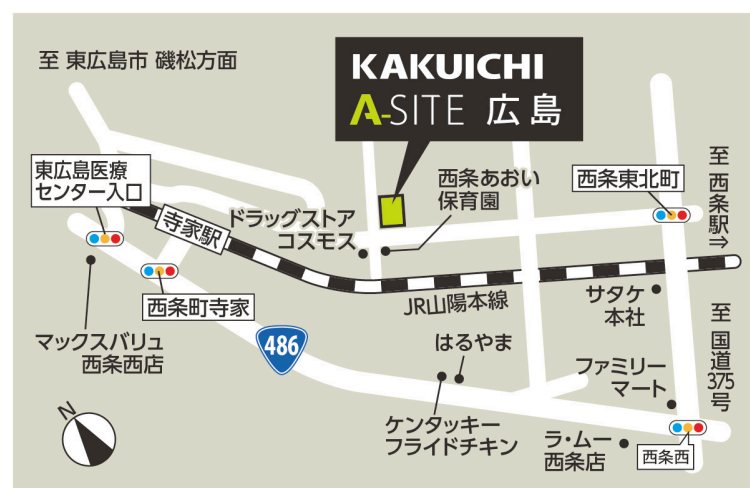 至 東広島市 磯松方面
KAKUICHI
A-SITE 広島
東広島医療
センター入口
寺家駅
ドラッグストア
コスモス
西条あおい
保育園
西条東北町
至 西条駅⇒
西条町寺家
JR山陽本線
サタケ
本社
マックスバリュ
西条西店
486
はるやま
ファミリー
マート
至 国道375号
ケンタッキー
フライドチキン
ラ・ムー
西条店
西条西
N